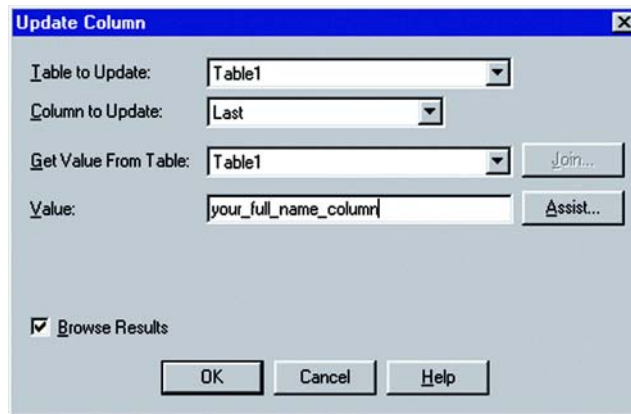 Update Column
Table to Update: Table1
Column to Update: Last
Get Value From Table: Table1 Join...
Value: your_full_name_column Assist...
Browse Results
OK Cancel Help